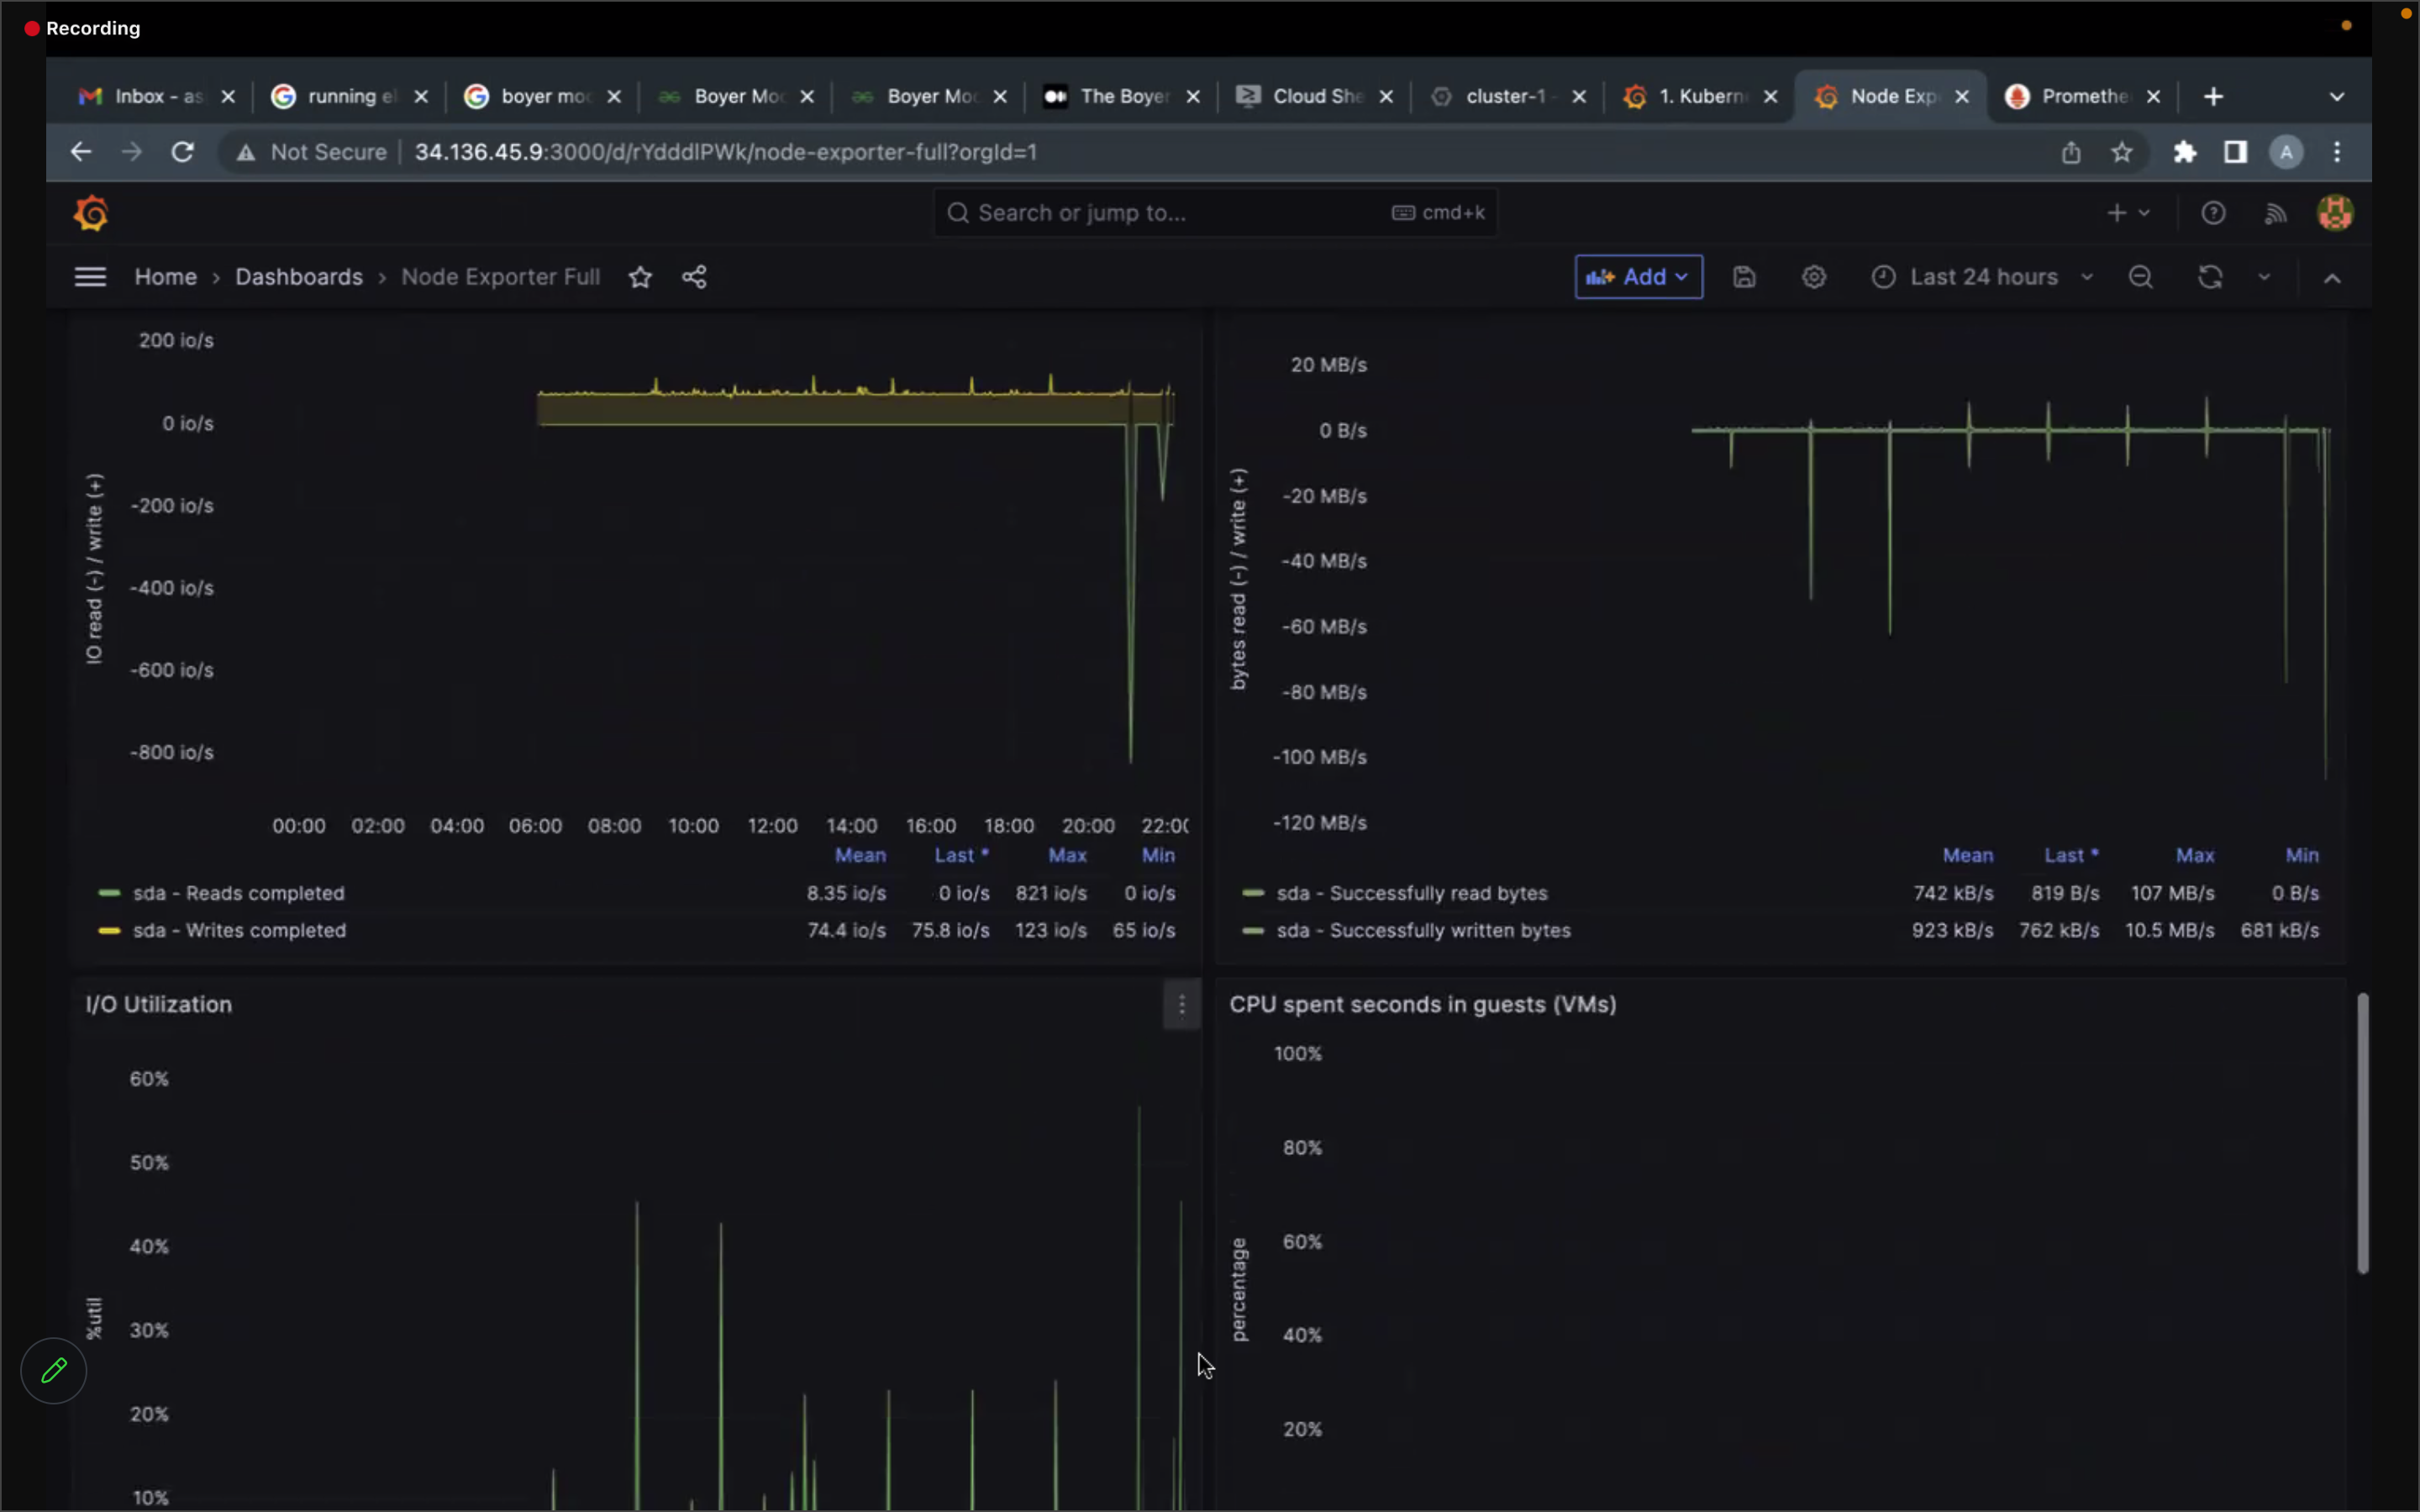 Recording
Inbox - as
running el
boyer moo
Boyer Moo
Boyer Moo
The Boyer
Cloud She
cluster-1 -
1. Kubern
Node Exp
Promethe
Not Secure
34.136.45.9:3000/d/rYdddlPWk/node-exporter-full?orgId=1
A
Search or jump to...
cmd+k
Home > Dashboards > Node Exporter Full
Add
Last 24 hours
IO read (-) / write (+)
200 io/s
0 io/s
-200 io/s
-400 io/s
-600 io/s
-800 io/s
00:00 02:00 04:00 06:00 08:00 10:00 12:00 14:00 16:00 18:00 20:00 22:00
Mean Last * Max Min
sda - Reads completed 8.35 io/s 0 io/s 821 io/s 0 io/s
sda - Writes completed 74.4 io/s 75.8 io/s 123 io/s 65 io/s
bytes read (-) / write (+)
20 MB/s
0 B/s
-20 MB/s
-40 MB/s
-60 MB/s
-80 MB/s
-100 MB/s
-120 MB/s
Mean Last * Max Min
sda - Successfully read bytes 742 kB/s 819 B/s 107 MB/s 0 B/s
sda - Successfully written bytes 923 kB/s 762 kB/s 10.5 MB/s 681 kB/s
I/O Utilization
%util
60%
50%
40%
30%
20%
10%
CPU spent seconds in guests (VMs)
percentage
100%
80%
60%
40%
20%